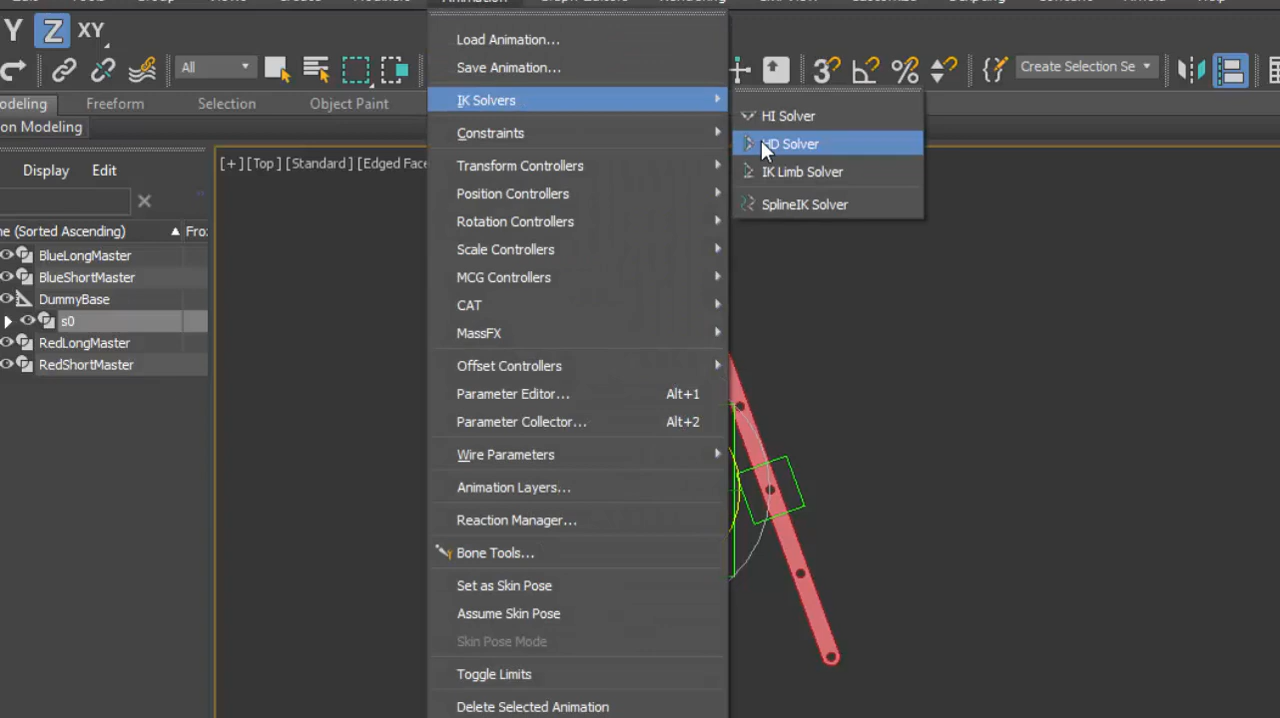 Animation
Y Z XY
All
3
Create Selection Se
odeling Freeform Selection Object Paint
on Modeling
Display Edit
[+] [Top] [Standard] [Edged Face
ne (Sorted Ascending) ▲ Fro
BlueLongMaster
BlueShortMaster
DummyBase
s0
RedLongMaster
RedShortMaster
Load Animation...
Save Animation...
IK Solvers
Constraints
Transform Controllers
Position Controllers
Rotation Controllers
Scale Controllers
MCG Controllers
CAT
MassFX
Offset Controllers
Parameter Editor... Alt+1
Parameter Collector... Alt+2
Wire Parameters
Animation Layers...
Reaction Manager...
Bone Tools...
Set as Skin Pose
Assume Skin Pose
Skin Pose Mode
Toggle Limits
Delete Selected Animation
HI Solver
HD Solver
IK Limb Solver
SplineIK Solver